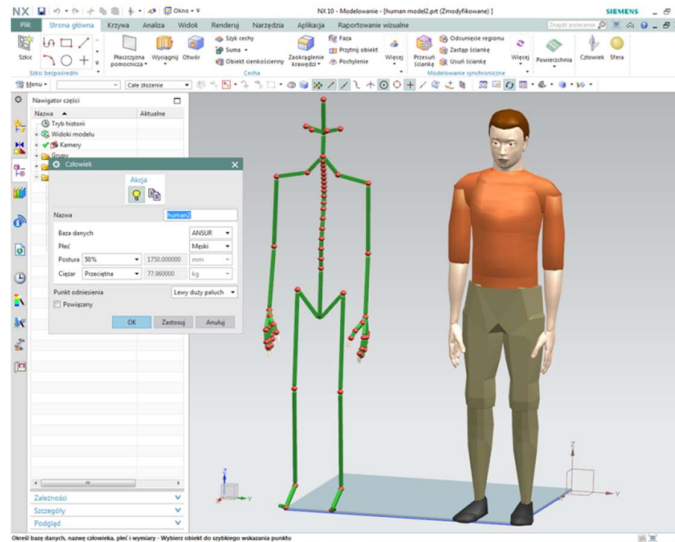 NX
Okno
NX 10 - Modelowanie - [human model2.prt (Zmodyfikowane) ]
SIEMENS
Plik
Strona główna
Krzywa
Analiza
Widok
Renderuj
Narzędzia
Aplikacja
Raportowanie wizualne
Znajdź polecenie
Szkic
Szkic bezpośredni
Płaszczyzna pomocnicza
Wyciągnij
Otwór
Szyk cechy
Suma
Obiekt cienkościenny
Zaokrąglenie krawędzi
Faza
Przytnij obiekt
Pochylenie
Więcej
Cecha
Przesuń ściankę
Odsunięcie regionu
Zastąp ściankę
Usuń ściankę
Więcej
Modelowanie synchroniczne
Powierzchnia
Człowiek
Sfera
Menu
Całe złożenie
Nawigator części
Nazwa
Aktualne
Tryb historii
Widoki modelu
Kamery
Grupy
Człowiek
Akcja
Nazwa
human2
Baza danych
ANSUR
Płeć
Męski
Postura
50%
1750.000000
mm
Ciężar
Przeciętna
77.960000
kg
Punkt odniesienia
Lewy duży paluch
Powiązany
OK
Zastosuj
Anuluj
Zależności
Szczegóły
Podgląd
Z
Y
Z
Y
Określ bazę danych, nazwę człowieka, płeć i wymiary - Wybierz obiekt do szybkiego wskazania punktu